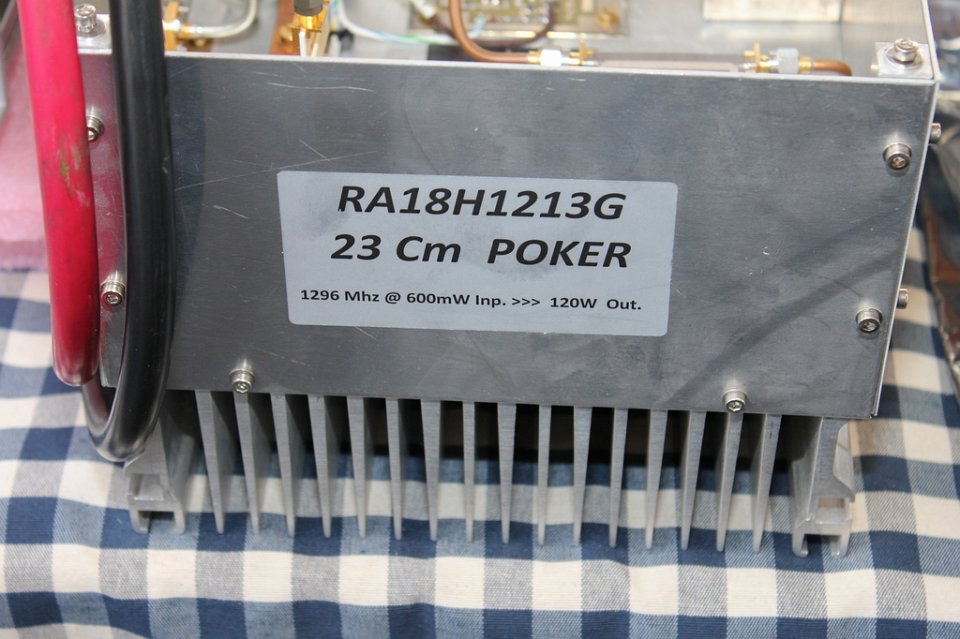 RA18H1213G
23 Cm POKER
1296 Mhz @ 600mW Inp. >>> 120W Out.